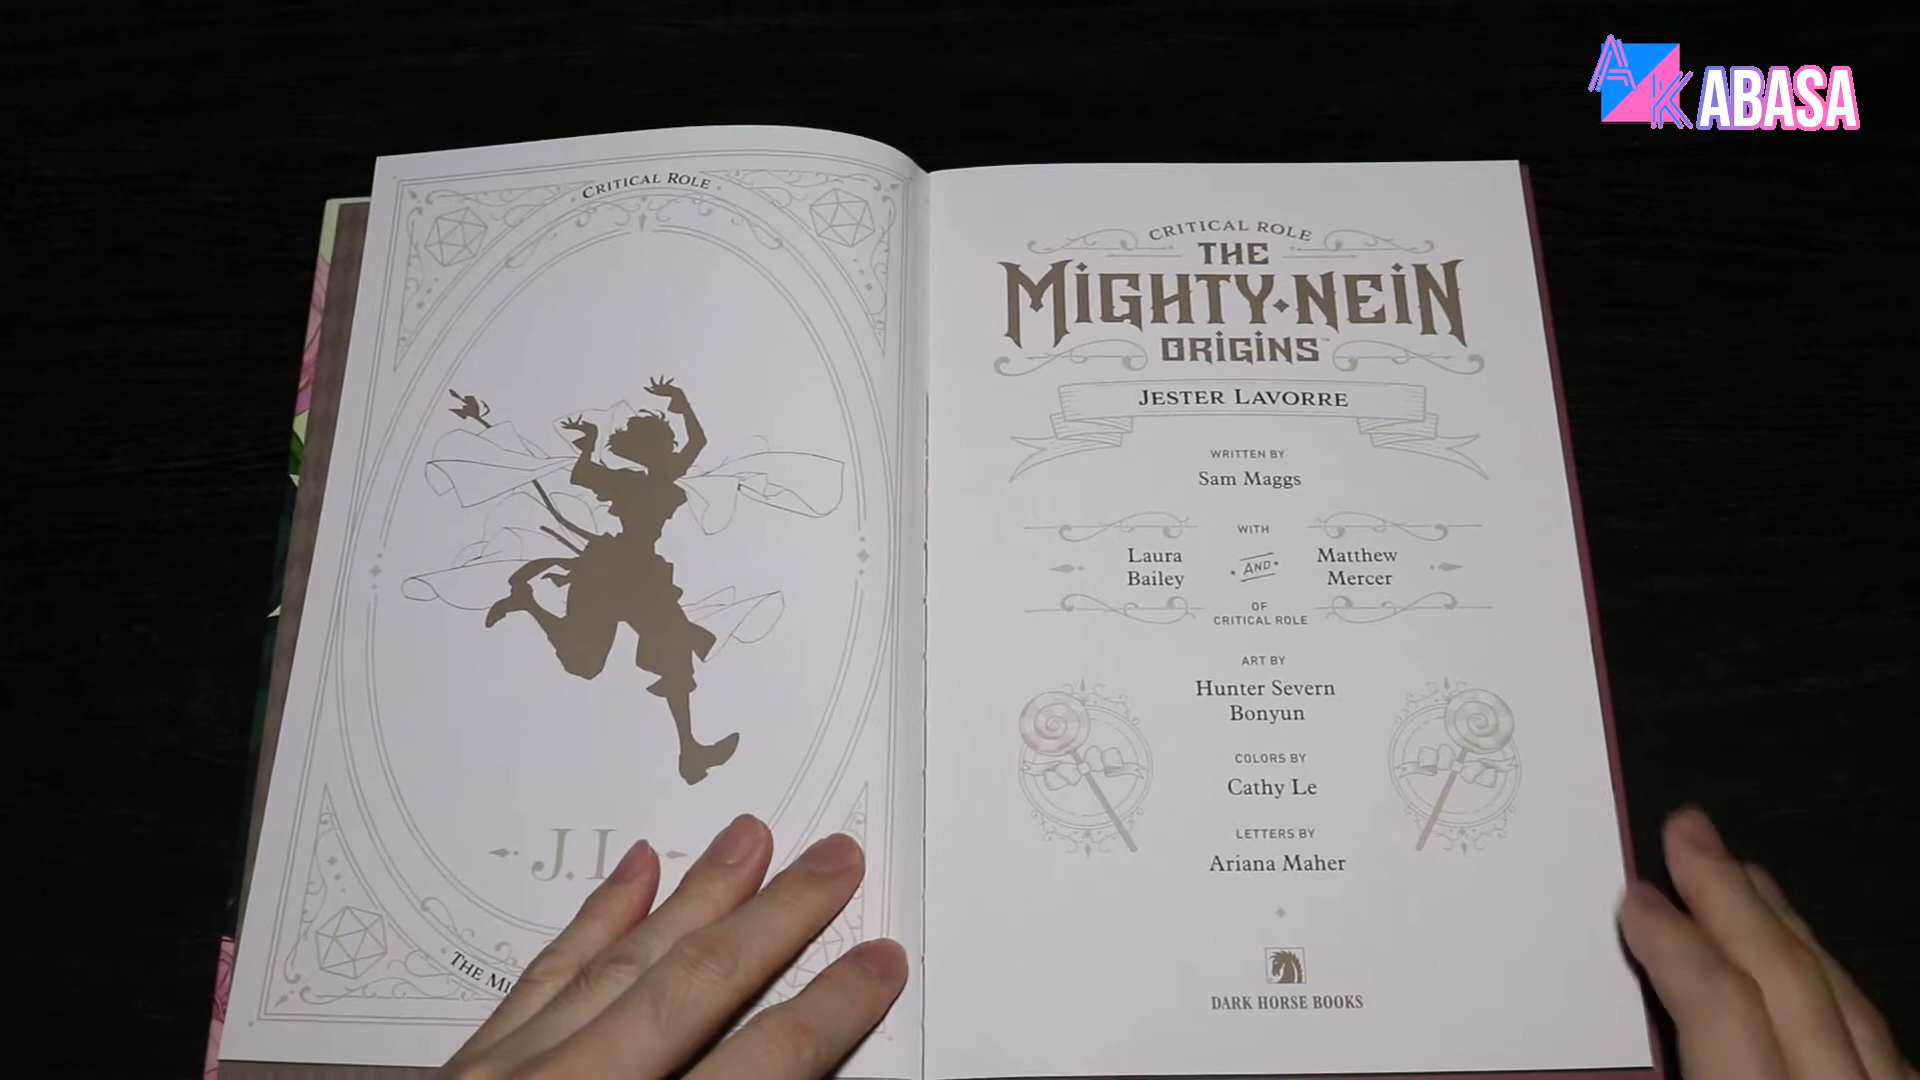 AK ABASA
CRITICAL ROLE
J.
THE
CRITICAL ROLE
THE
MIGHTY·NEIN
ORIGINS
JESTER LAVORRE
WRITTEN BY
Sam Maggs
WITH
Laura
Bailey
AND
Matthew
Mercer
OF
CRITICAL ROLE
ART BY
Hunter Severn
Bonyun
COLORS BY
Cathy Le
LETTERS BY
Ariana Maher
DARK HORSE BOOKS